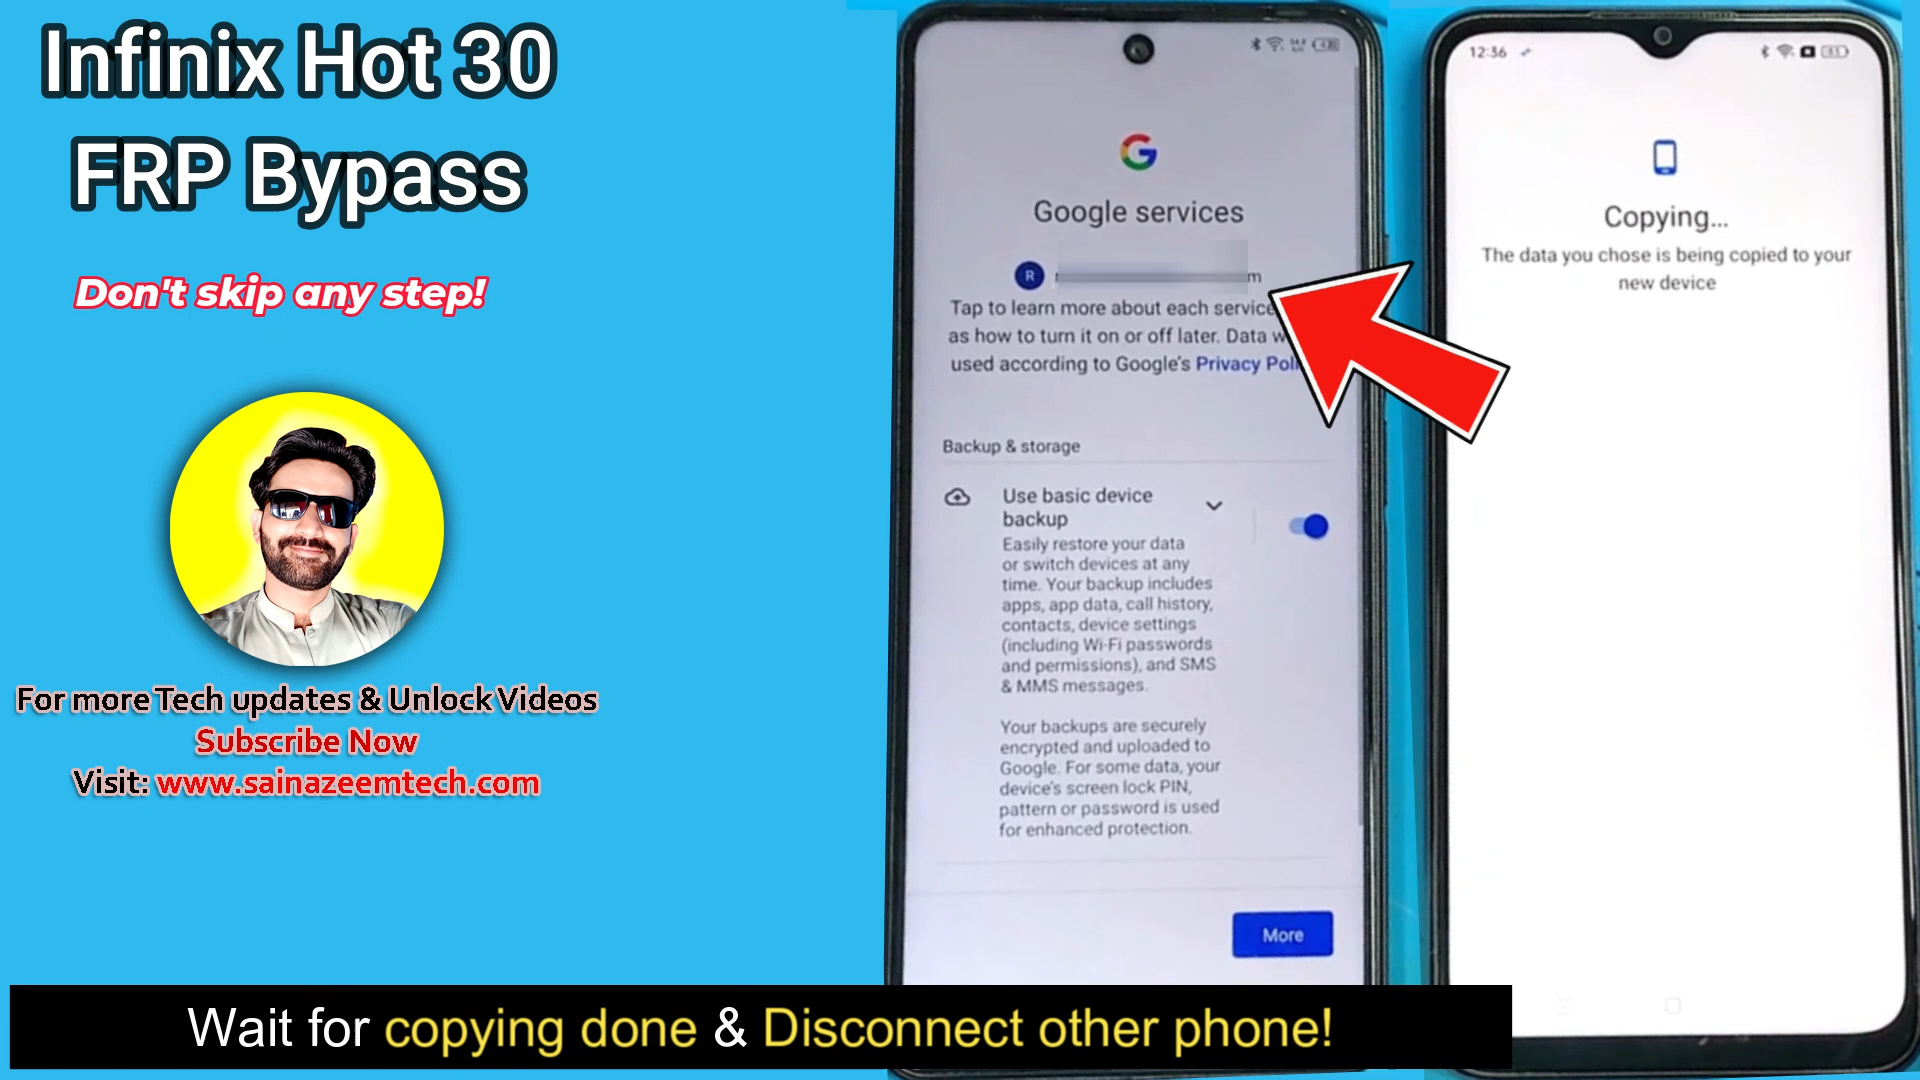 Infinix Hot 30
FRP Bypass
Don't skip any step!
For more Tech updates & Unlock Videos
Subscribe Now
Visit: www.sainazeemtech.com
Google services
R
m
Tap to learn more about each service
as how to turn it on or off later. Data w
used according to Google's Privacy Poli
Backup & storage
Use basic device
backup
Easily restore your data
or switch devices at any
time. Your backup includes
apps, app data, call history,
contacts, device settings
(including Wi-Fi passwords
and permissions), and SMS
& MMS messages.
Your backups are securely
encrypted and uploaded to
Google. For some data, your
device's screen lock PIN,
pattern or password is used
for enhanced protection.
More
12:36
Copying...
The data you chose is being copied to your
new device
Wait for copying done & Disconnect other phone!